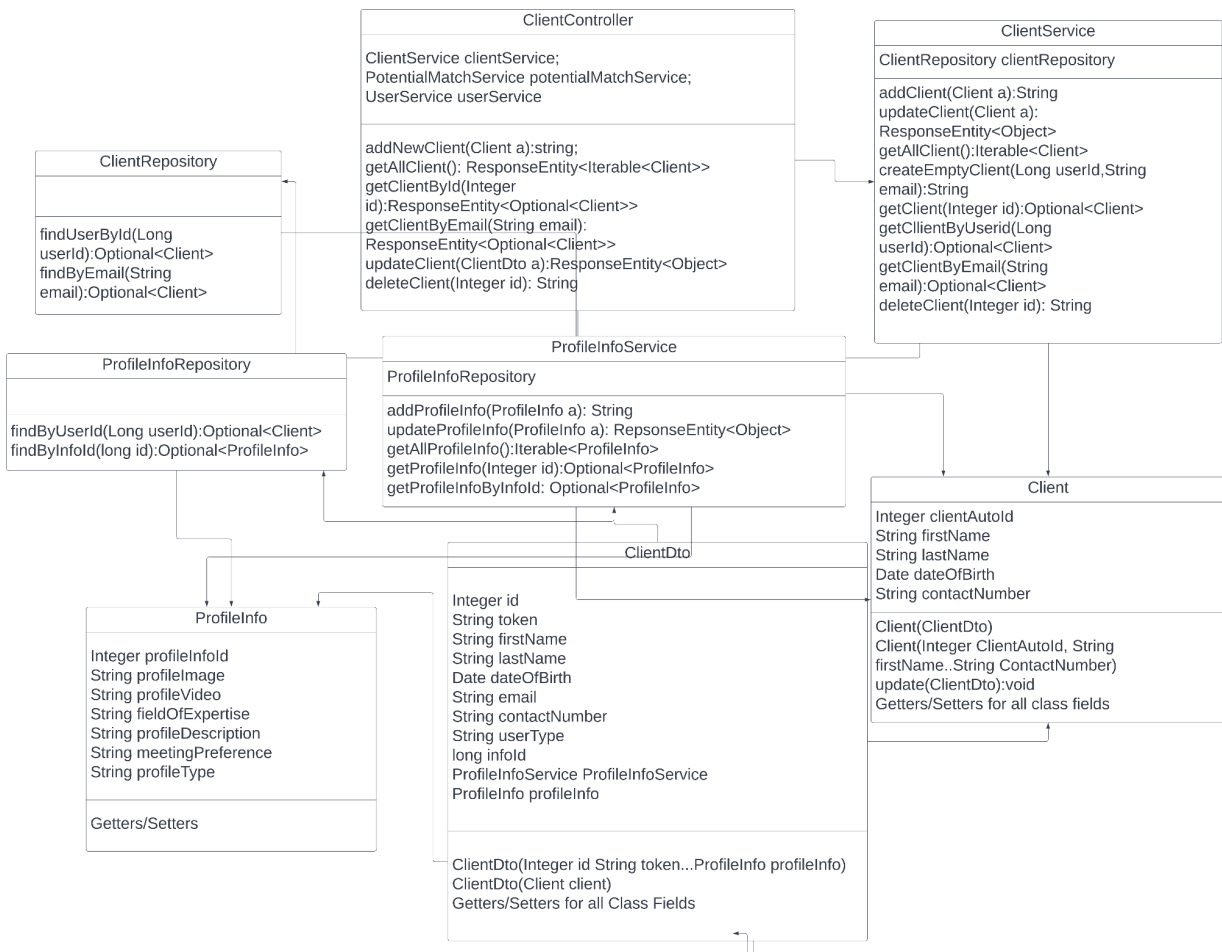 ClientController
ClientService clientService;
PotentialMatchService potentialMatchService;
UserService userService
addNewClient(Client a):string;
getAllClient(): ResponseEntity<Iterable<Client>>
getClientById(Integer
id):ResponseEntity<Optional<Client>>
getClientByEmail(String email):
ResponseEntity<Optional<Client>>
updateClient(ClientDto a):ResponseEntity<Object>
deleteClient(Integer id): String
ClientService
ClientRepository clientRepository
addClient(Client a):String
updateClient(Client a):
ResponseEntity<Object>
getAllClient():Iterable<Client>
createEmptyClient(Long userId,String
email):String
getClient(Integer id):Optional<Client>
getClientByUserid(Long
userId):Optional<Client>
getClientByEmail(String
email):Optional<Client>
deleteClient(Integer id): String
ClientRepository
findUserById(Long
userId):Optional<Client>
findByEmail(String
email):Optional<Client>
ProfileInfoRepository
findByUserId(Long userId):Optional<Client>
findByInfoId(long id):Optional<ProfileInfo>
ProfileInfoService
ProfileInfoRepository
addProfileInfo(ProfileInfo a): String
updateProfileInfo(ProfileInfo a): RepsonseEntity<Object>
getAllProfileInfo():Iterable<ProfileInfo>
getProfileInfo(Integer id):Optional<ProfileInfo>
getProfileInfoByInfoId: Optional<ProfileInfo>
Client
Integer clientAutoId
String firstName
String lastName
Date dateOfBirth
String contactNumber
Client(ClientDto)
Client(Integer ClientAutoId, String
firstName..String ContactNumber)
update(ClientDto):void
Getters/Setters for all class fields
ProfileInfo
Integer profileInfoId
String profileImage
String profileVideo
String fieldOfExpertise
String profileDescription
String meetingPreference
String profileType
Getters/Setters
ClientDto
Integer id
String token
String firstName
String lastName
Date dateOfBirth
String email
String contactNumber
String userType
long infoId
ProfileInfoService ProfileInfoService
ProfileInfo profileInfo
ClientDto(Integer id String token...ProfileInfo profileInfo)
ClientDto(Client client)
Getters/Setters for all Class Fields